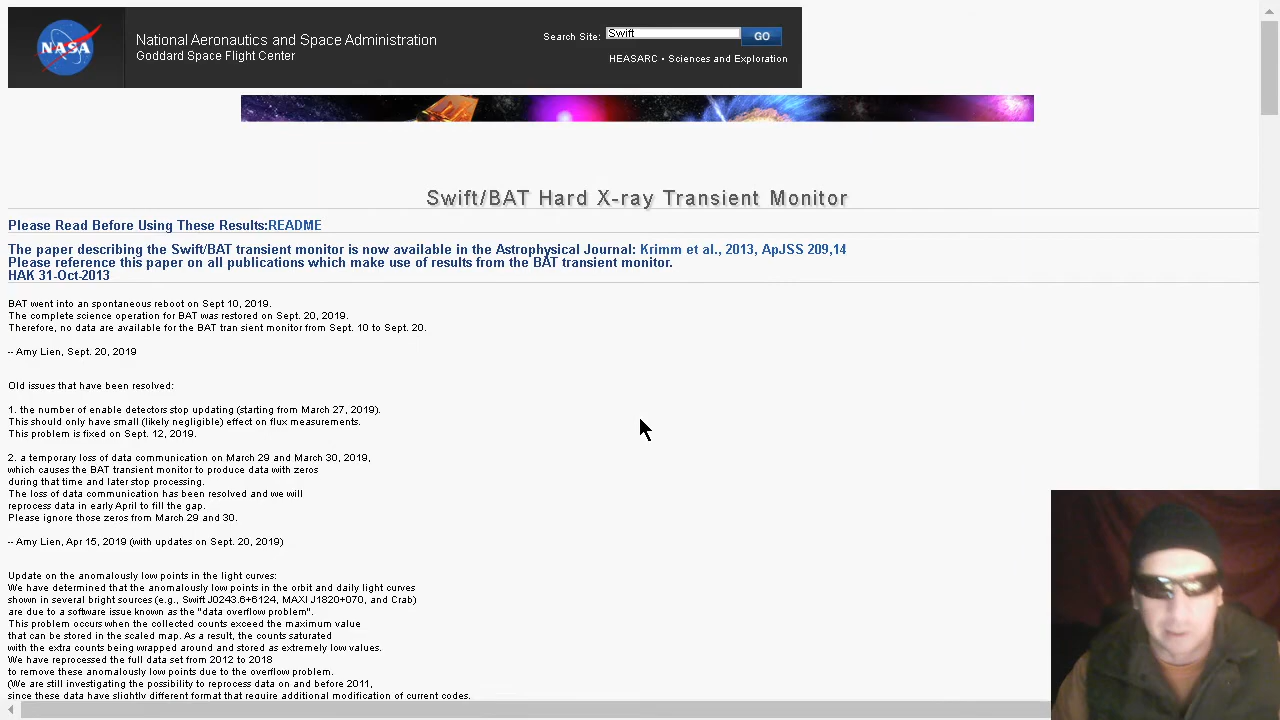 NASA
National Aeronautics and Space Administration
Goddard Space Flight Center
Search Site: Swift GO
HEASARC • Sciences and Exploration
Swift/BAT Hard X-ray Transient Monitor
Please Read Before Using These Results:README
The paper describing the Swift/BAT transient monitor is now available in the Astrophysical Journal: Krimm et al., 2013, ApJSS 209,14
Please reference this paper on all publications which make use of results from the BAT transient monitor.
HAK 31-Oct-2013
BAT went into an spontaneous reboot on Sept 10, 2019.
The complete science operation for BAT was restored on Sept. 20, 2019.
Therefore, no data are available for the BAT tran sient monitor from Sept. 10 to Sept. 20.
-- Amy Lien, Sept. 20, 2019
Old issues that have been resolved:
1. the number of enable detectors stop updating (starting from March 27, 2019).
This should only have small (likely negligible) effect on flux measurements.
This problem is fixed on Sept. 12, 2019.
2. a temporary loss of data communication on March 29 and March 30, 2019,
which causes the BAT transient monitor to produce data with zeros
during that time and later stop processing.
The loss of data communication has been resolved and we will
reprocess data in early April to fill the gap.
Please ignore those zeros from March 29 and 30.
-- Amy Lien, Apr 15, 2019 (with updates on Sept. 20, 2019)
Update on the anomalously low points in the light curves:
We have determined that the anomalously low points in the orbit and daily light curves
shown in several bright sources (e.g., Swift J0243.6+6124, MAXI J1820+070, and Crab)
are due to a software issue known as the "data overflow problem".
This problem occurs when the collected counts exceed the maximum value
that can be stored in the scaled map. As a result, the counts saturated
with the extra counts being wrapped around and stored as extremely low values.
We have reprocessed the full data set from 2012 to 2018
to remove these anomalously low points due to the overflow problem.
(We are still investigating the possibility to reprocess data on and before 2011,
since these data have slightly different format that require additional modification of current codes.